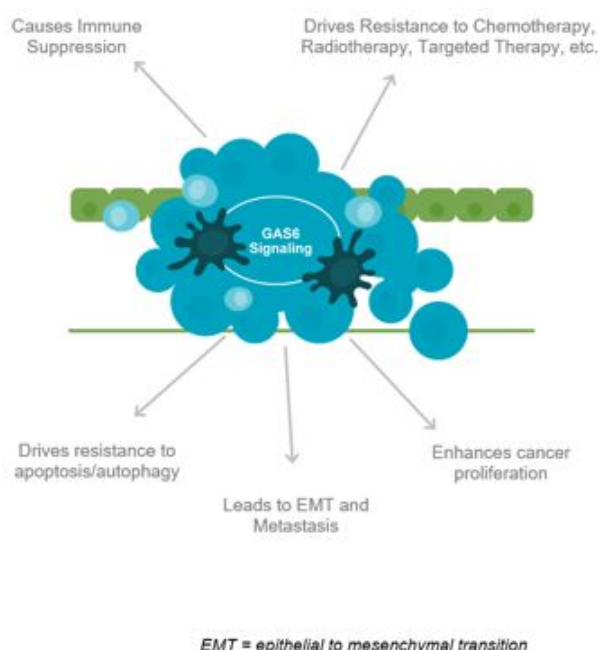 Causes Immune
Suppression
Drives Resistance to Chemotherapy,
Radiotherapy, Targeted Therapy, etc.
GAS6
Signaling
Drives resistance to
apoptosis/autophagy
Enhances cancer
proliferation
Leads to EMT and
Metastasis
EMT = epithelial to mesenchymal transition